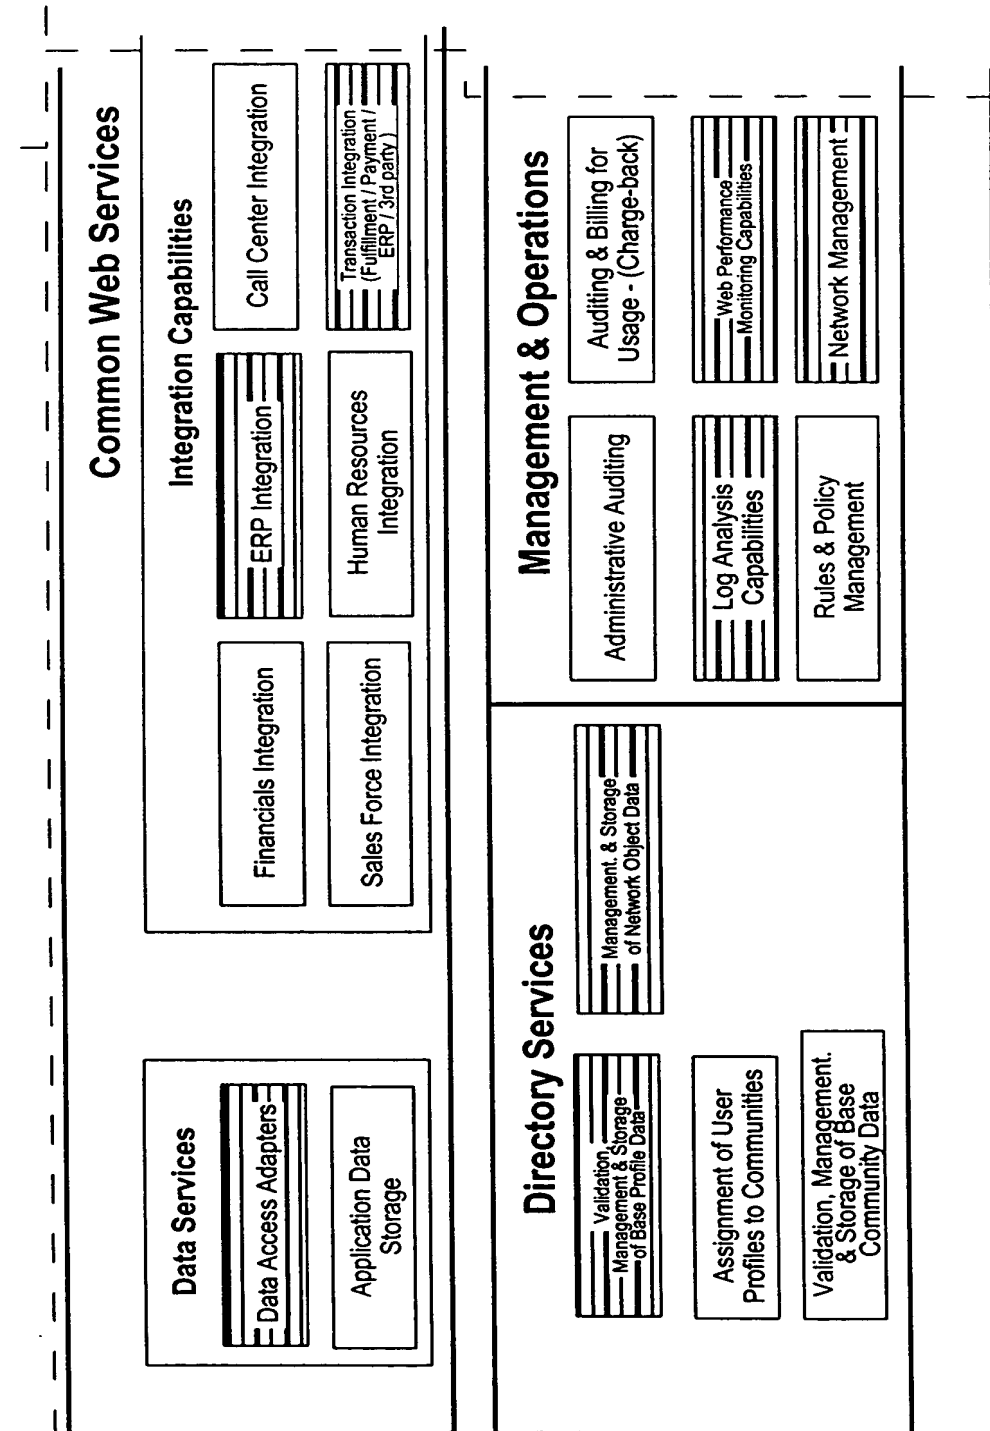 Common Web Services
Data Services
Data Access Adapters
Application Data
Storage
Integration Capabilities
Financials Integration
ERP Integration
Call Center Integration
Sales Force Integration
Human Resources
Integration
Transaction Integration
(Fulfillment / Payment /
ERP / 3rd party )
Directory Services
Validation,
Management & Storage
of Base Profile Data
Management. & Storage
of Network Object Data
Assignment of User
Profiles to Communities
Validation, Management.
& Storage of Base
Community Data
Management & Operations
Administrative Auditing
Auditing & Billing for
Usage - (Charge-back)
Log Analysis
Capabilities
Web Performance
Monitoring Capabilities
Rules & Policy
Management
Network Management